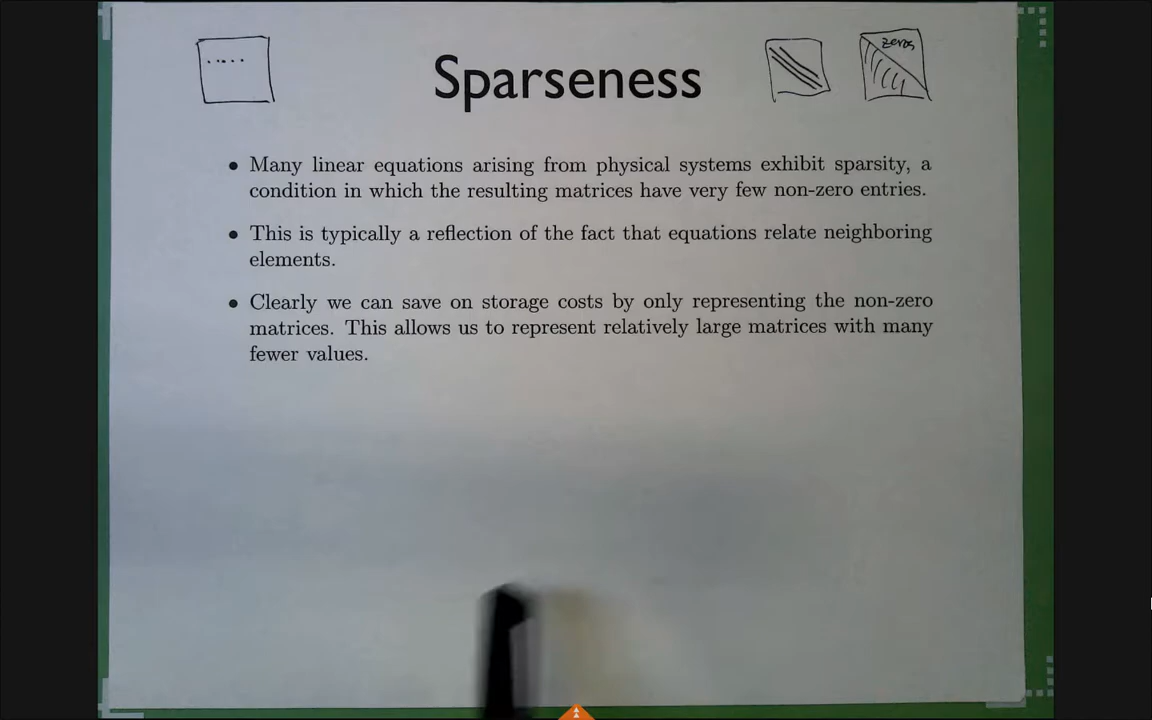 zeros
Sparseness
• Many linear equations arising from physical systems exhibit sparsity, a
condition in which the resulting matrices have very few non-zero entries.
• This is typically a reflection of the fact that equations relate neighboring
elements.
• Clearly we can save on storage costs by only representing the non-zero
matrices. This allows us to represent relatively large matrices with many
fewer values.